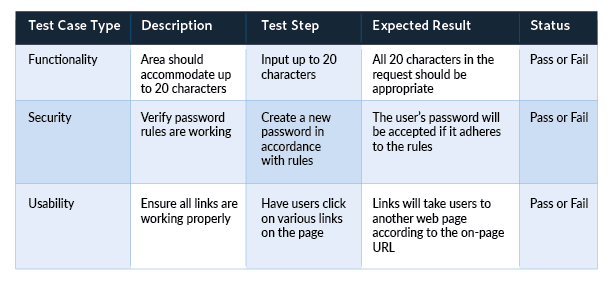 Test Case Type Description Test Step Expected Result Status
Functionality Area should Input up to 20 All 20 characters in the Pass or Fail
accommodate up characters request should be
to 20 characters appropriate
Security Verify password Create a new The user's password will Pass or Fail
rules are working password in be accepted if it adheres
accordance to the rules
with rules
Usability Ensure all links are Have users click Links will take users to Pass or Fail
working properly on various links another web page
on the page according to the on-page
URL